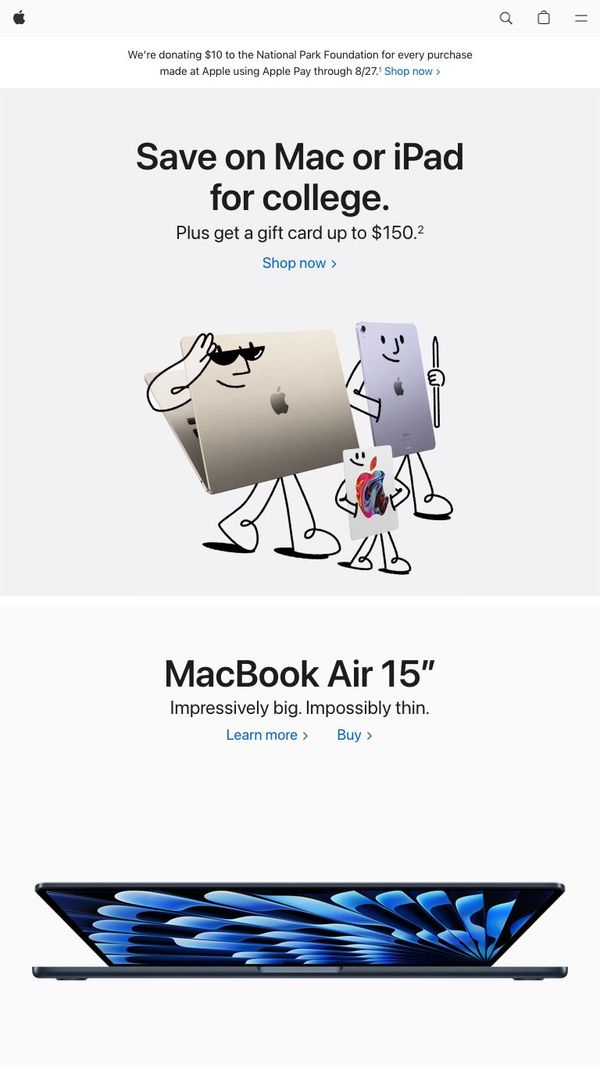 We're donating $10 to the National Park Foundation for every purchase
made at Apple using Apple Pay through 8/27.¹ Shop now >
Save on Mac or iPad
for college.
Plus get a gift card up to $150.²
Shop now >
MacBook Air 15”
Impressively big. Impossibly thin.
Learn more > Buy >